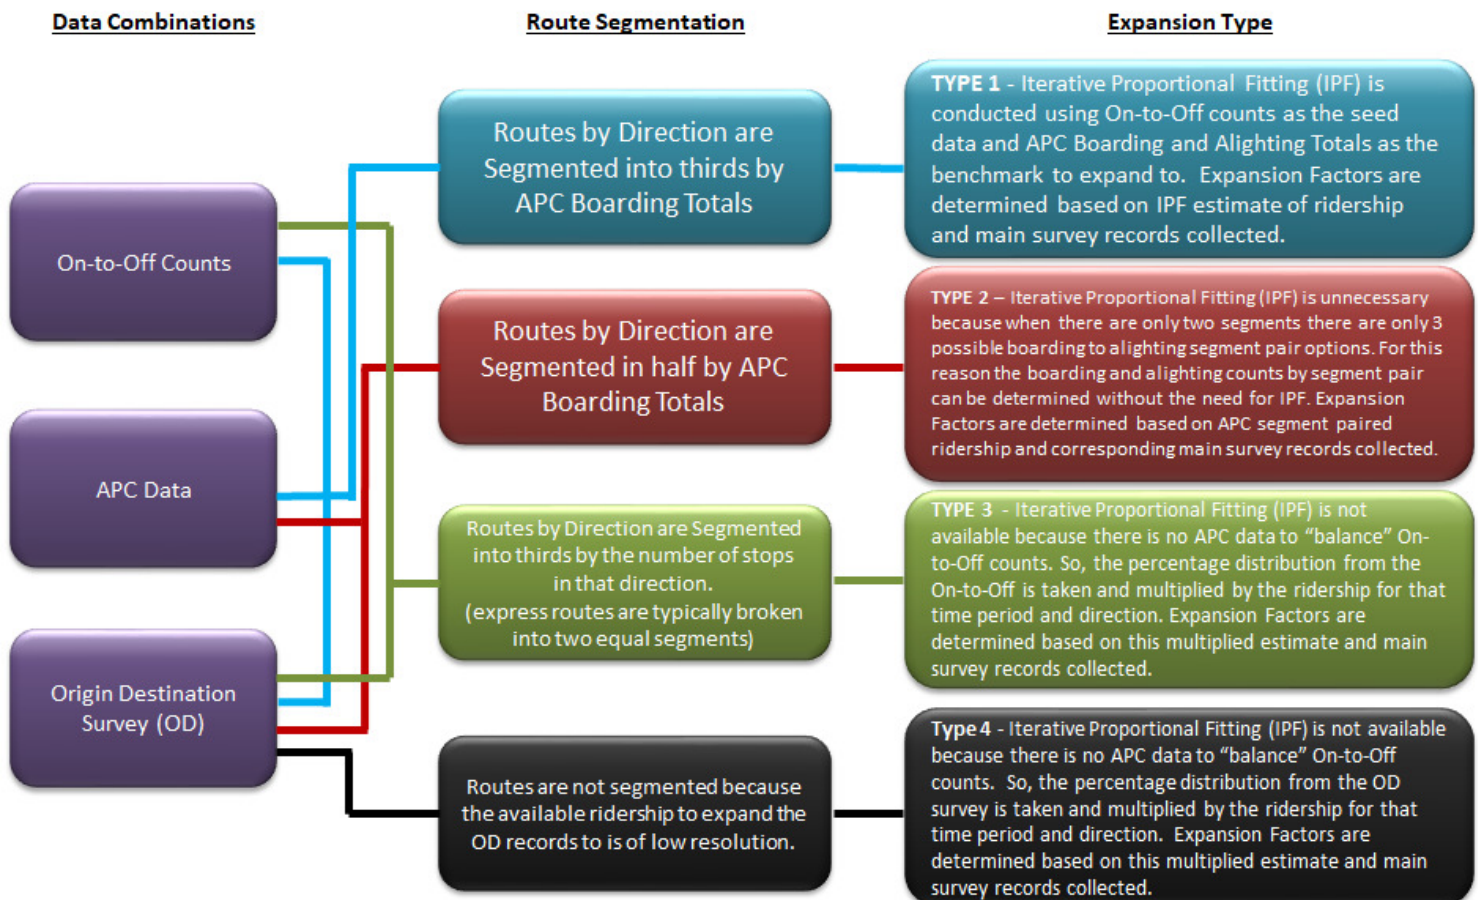 Data Combinations
Route Segmentation
Expansion Type
On-to-Off Counts
APC Data
Origin Destination
Survey (OD)
Routes by Direction are
Segmented into thirds by
APC Boarding Totals
Routes by Direction are
Segmented in half by APC
Boarding Totals
Routes by Direction are Segmented
into thirds by the number of stops
in that direction.
(express routes are typically broken
into two equal segments)
Routes are not segmented because
the available ridership to expand the
OD records to is of low resolution.
TYPE 1 - Iterative Proportional Fitting (IPF) is
conducted using On-to-Off counts as the seed
data and APC Boarding and Alighting Totals as the
benchmark to expand to. Expansion Factors are
determined based on IPF estimate of ridership
and main survey records collected.
TYPE 2 – Iterative Proportional Fitting (IPF) is unnecessary
because when there are only two segments there are only 3
possible boarding to alighting segment pair options. For this
reason the boarding and alighting counts by segment pair
can be determined without the need for IPF. Expansion
Factors are determined based on APC segment paired
ridership and corresponding main survey records collected.
TYPE 3 - Iterative Proportional Fitting (IPF) is not
available because there is no APC data to “balance” On-
to-Off counts. So, the percentage distribution from the
On-to-Off is taken and multiplied by the ridership for that
time period and direction. Expansion Factors are
determined based on this multiplied estimate and main
survey records collected.
Type 4 - Iterative Proportional Fitting (IPF) is not available
because there is no APC data to “balance” On-to-Off
counts. So, the percentage distribution from the OD
survey is taken and multiplied by the ridership for that
time period and direction. Expansion Factors are
determined based on this multiplied estimate and main
survey records collected.